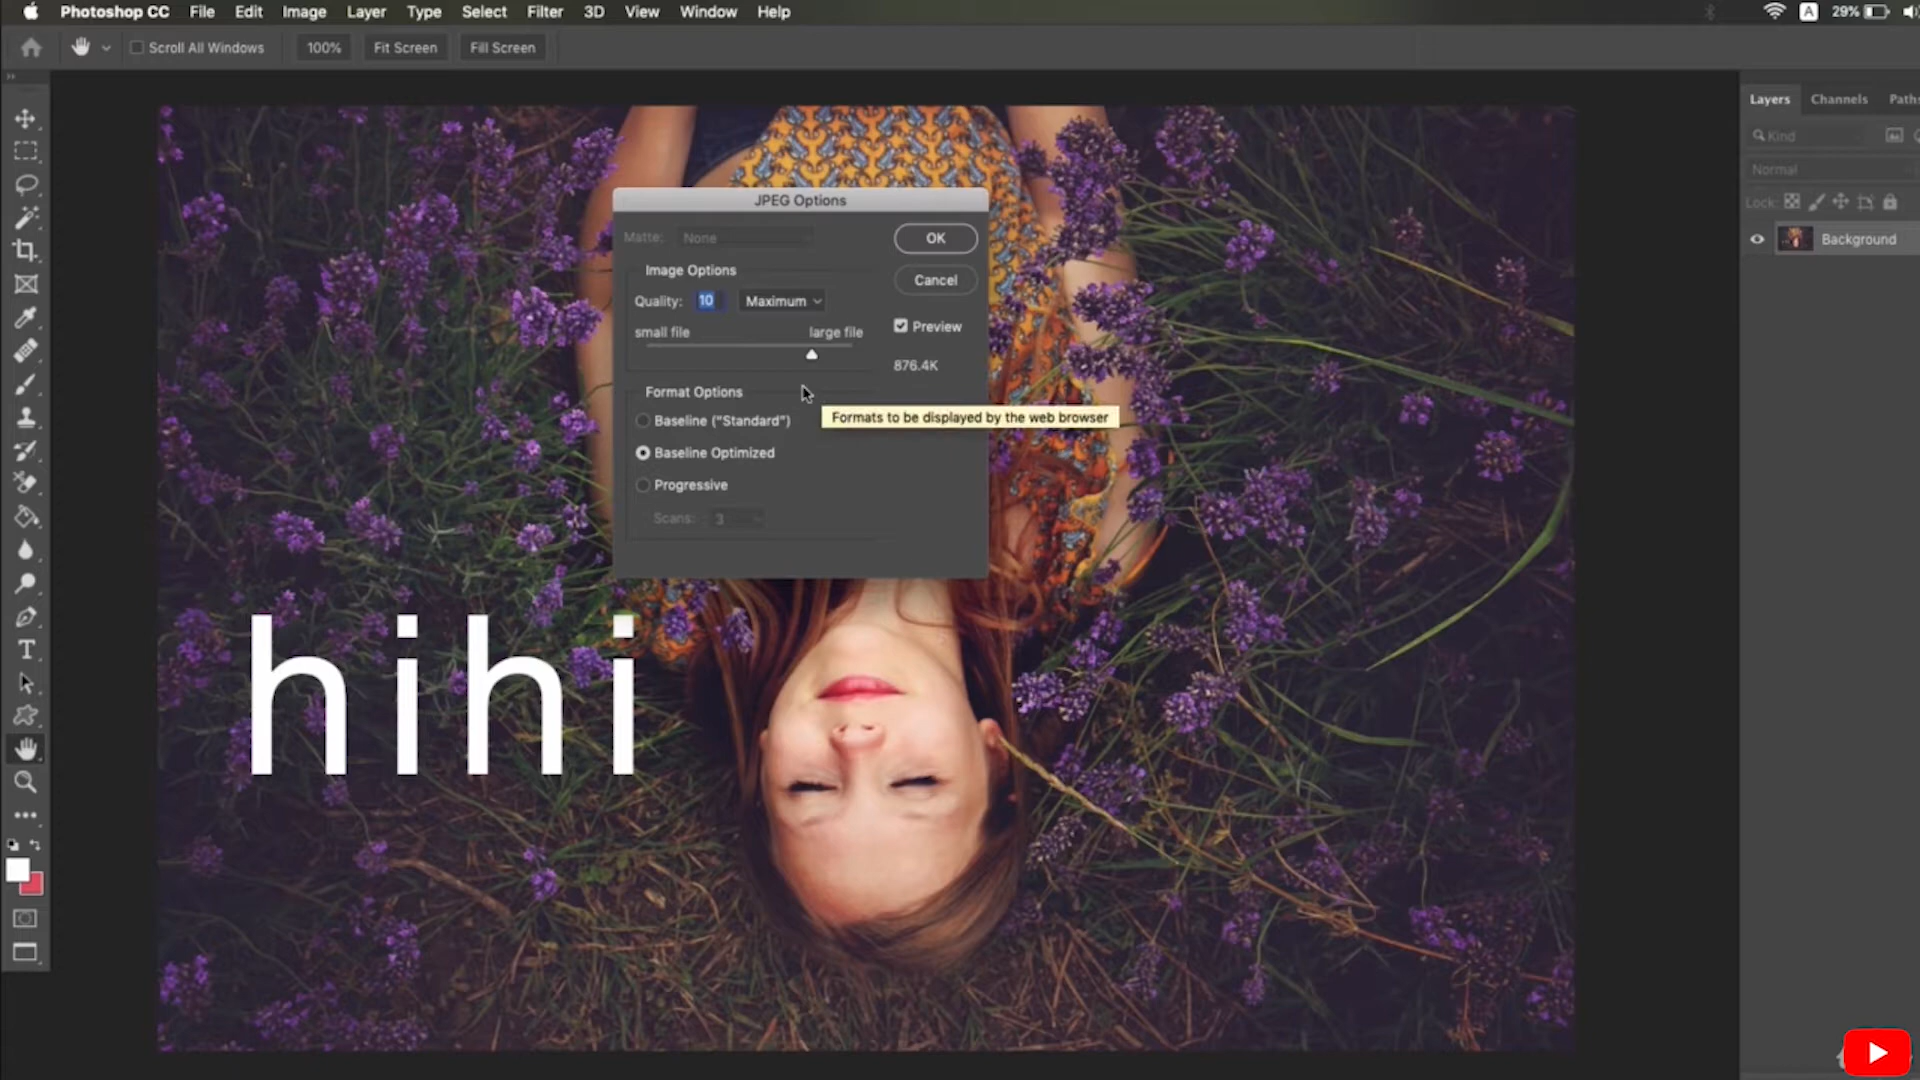 Photoshop CC File Edit Image Layer Type Select Filter 3D View Window Help A 29%
Scroll All Windows 100% Fit Screen Fill Screen
Layers Channels Paths
Kind
Normal
Lock:
Background
JPEG Options
Matte: None
OK
Image Options
Cancel
Quality: 10 Maximum
small file large file
Preview
876.4K
Format Options
Baseline ("Standard")
Formats to be displayed by the web browser
Baseline Optimized
Progressive
Scans: 3
hihi
T